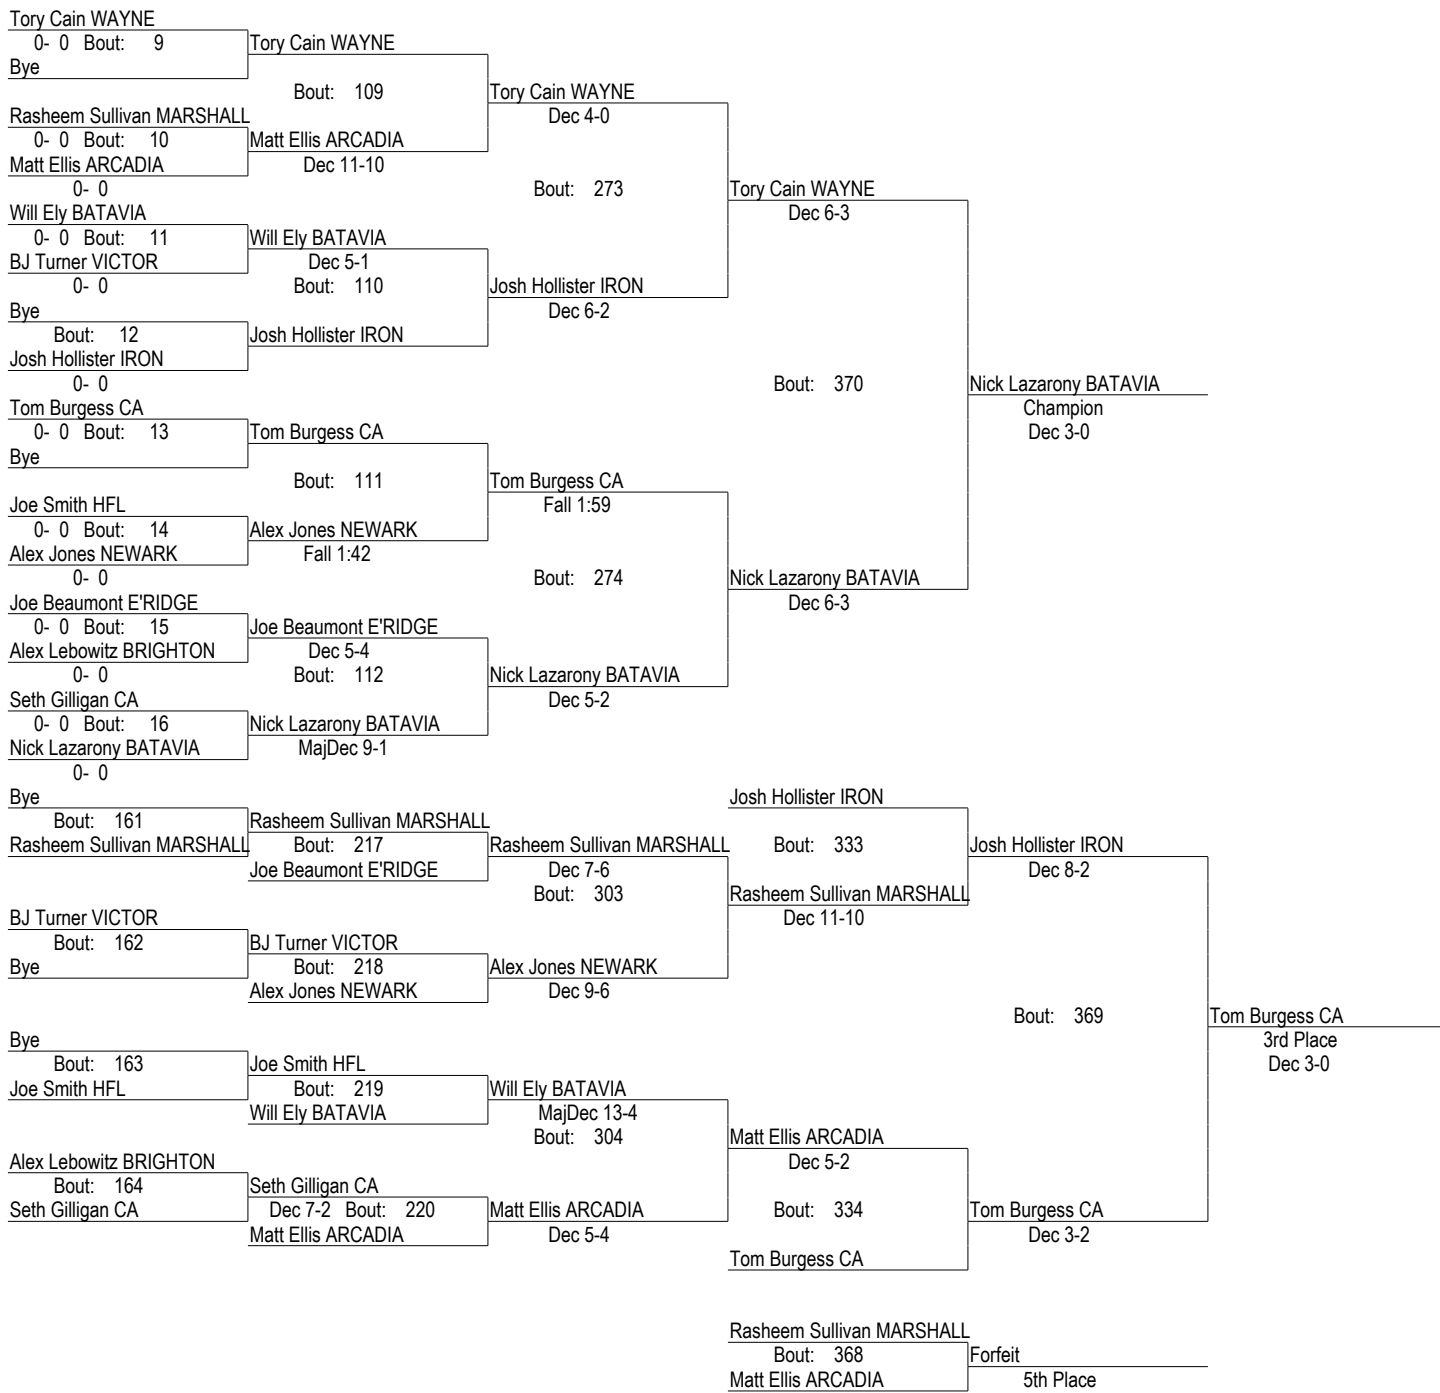 Tory Cain WAYNE
0- 0 Bout: 9
Tory Cain WAYNE
Bye
Bout: 109
Tory Cain WAYNE
Rasheem Sullivan MARSHALL
Dec 4-0
0- 0 Bout: 10
Matt Ellis ARCADIA
Matt Ellis ARCADIA
Dec 11-10
0- 0
Bout: 273
Tory Cain WAYNE
Will Ely BATAVIA
Dec 6-3
0- 0 Bout: 11
Will Ely BATAVIA
BJ Turner VICTOR
Dec 5-1
0- 0
Bout: 110
Josh Hollister IRON
Bye
Dec 6-2
Bout: 12
Josh Hollister IRON
Josh Hollister IRON
0- 0
Bout: 370
Nick Lazarony BATAVIA
Tom Burgess CA
Champion
0- 0 Bout: 13
Tom Burgess CA
Dec 3-0
Bye
Bout: 111
Tom Burgess CA
Joe Smith HFL
Fall 1:59
0- 0 Bout: 14
Alex Jones NEWARK
Alex Jones NEWARK
Fall 1:42
0- 0
Bout: 274
Nick Lazarony BATAVIA
Joe Beaumont E'RIDGE
Dec 6-3
0- 0 Bout: 15
Joe Beaumont E'RIDGE
Alex Lebowitz BRIGHTON
Dec 5-4
0- 0
Bout: 112
Nick Lazarony BATAVIA
Seth Gilligan CA
Dec 5-2
0- 0 Bout: 16
Nick Lazarony BATAVIA
Nick Lazarony BATAVIA
MajDec 9-1
0- 0
Bye
Josh Hollister IRON
Bout: 161
Rasheem Sullivan MARSHALL
Rasheem Sullivan MARSHALL
Bout: 217
Rasheem Sullivan MARSHALL
Bout: 333
Josh Hollister IRON
Joe Beaumont E'RIDGE
Dec 7-6
Dec 8-2
Bout: 303
Rasheem Sullivan MARSHALL
BJ Turner VICTOR
Dec 11-10
Bout: 162
BJ Turner VICTOR
Bye
Bout: 218
Alex Jones NEWARK
Alex Jones NEWARK
Dec 9-6
Bout: 369
Tom Burgess CA
Bye
3rd Place
Bout: 163
Joe Smith HFL
Dec 3-0
Joe Smith HFL
Bout: 219
Will Ely BATAVIA
Will Ely BATAVIA
MajDec 13-4
Bout: 304
Matt Ellis ARCADIA
Alex Lebowitz BRIGHTON
Dec 5-2
Bout: 164
Seth Gilligan CA
Seth Gilligan CA
Dec 7-2 Bout: 220
Matt Ellis ARCADIA
Bout: 334
Tom Burgess CA
Matt Ellis ARCADIA
Dec 5-4
Dec 3-2
Tom Burgess CA
Rasheem Sullivan MARSHALL
Bout: 368
Forfeit
Matt Ellis ARCADIA
5th Place